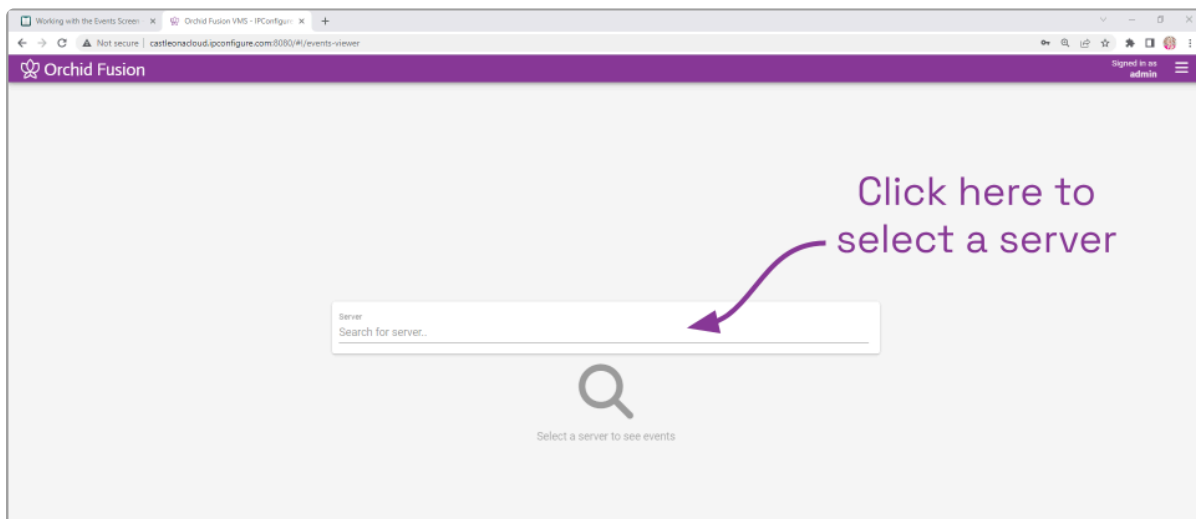 Working with the Events Screen
Orchid Fusion VMS - IPConfigure
Not secure | castleonacloud.ipconfigure.com:8080/#!/events-viewer
Orchid Fusion
Signed in as
admin
Click here to
select a server
Server
Search for server..
Select a server to see events